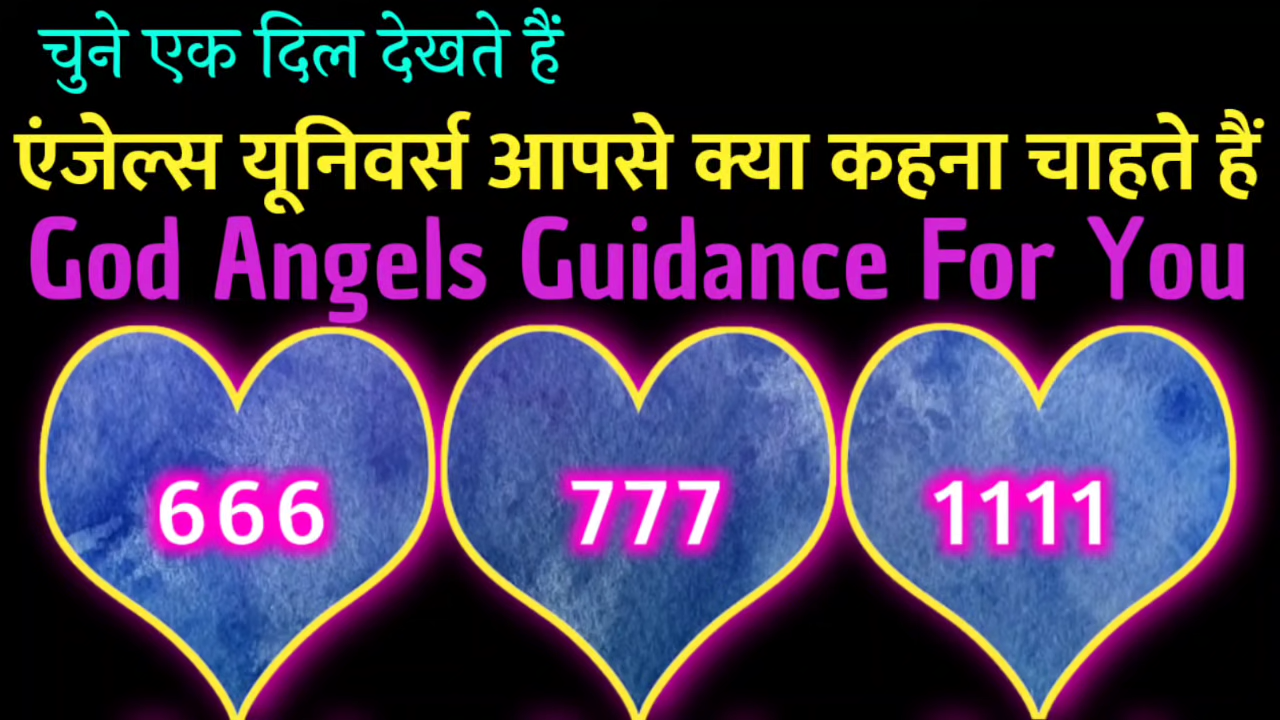 चुने एक दिल देखते हैं
एंजेल्स यूनिवर्स आपसे क्या कहना चाहते हैं
God Angels Guidance For You
666 777 1111